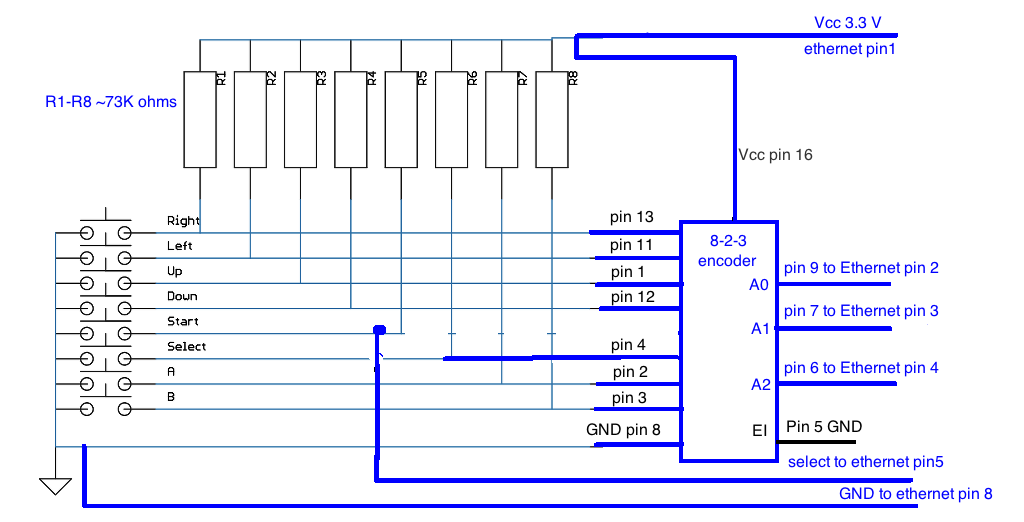 Vcc 3.3 V
ethernet pin1
R1
R2
R3
R4
R5
R6
R7
R8
R1-R8 ~73K ohms
Vcc pin 16
Right
pin 13
Left
pin 11
8-2-3
encoder
Up
pin 1
A0
pin 9 to Ethernet pin 2
Down
pin 12
Start
A1
pin 7 to Ethernet pin 3
Select
pin 4
A
pin 2
A2
pin 6 to Ethernet pin 4
B
pin 3
GND pin 8
EI
Pin 5 GND
select to ethernet pin5
GND to ethernet pin 8